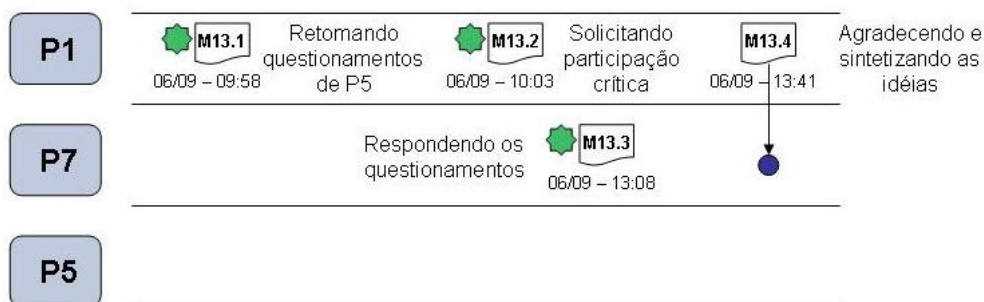 P1
M13.1
06/09 – 09:58
Retomando
questionamentos
de P5
M13.2
06/09 – 10:03
Solicitando
participação
crítica
M13.4
06/09 – 13:41
Agradecendo e
sintetizando as
idéias
P7
Respondendo os
questionamentos
M13.3
06/09 – 13:08
P5